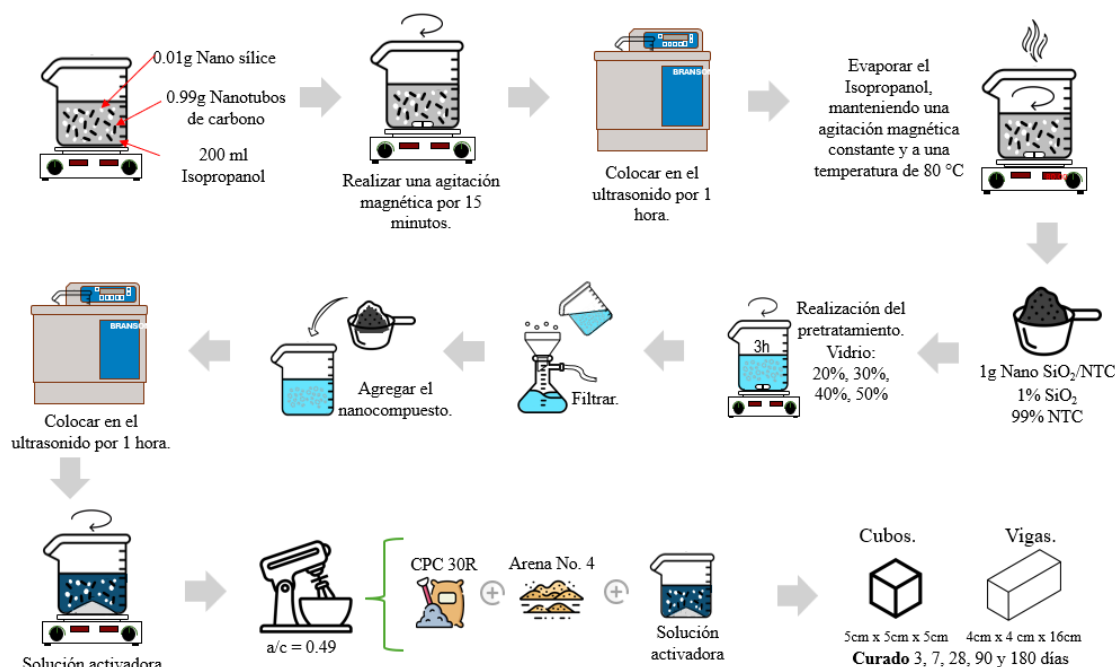 0.01g Nano sílice
0.99g Nanotubos
de carbono
200 ml
Isopropanol
Realizar una agitación
magnética por 15
minutos.
BRANSON
Colocar en el
ultrasonido por 1
hora.
Evaporar el
Isopropanol,
manteniendo una
agitación magnética
constante y a una
temperatura de 80 °C
1g Nano SiO₂/NTC
1% SiO₂
99% NTC
Realización del
pretratamiento.
Vidrio:
20%, 30%,
40%, 50%
3h
Filtrar.
Agregar el
nanocompuesto.
BRANSON
Colocar en el
ultrasonido por 1 hora.
Solución activadora
a/c = 0.49
CPC 30R
Arena No. 4
Solución
activadora
Cubos.
Vigas.
5cm x 5cm x 5cm
4cm x 4 cm x 16cm
Curado 3, 7, 28, 90 y 180 días